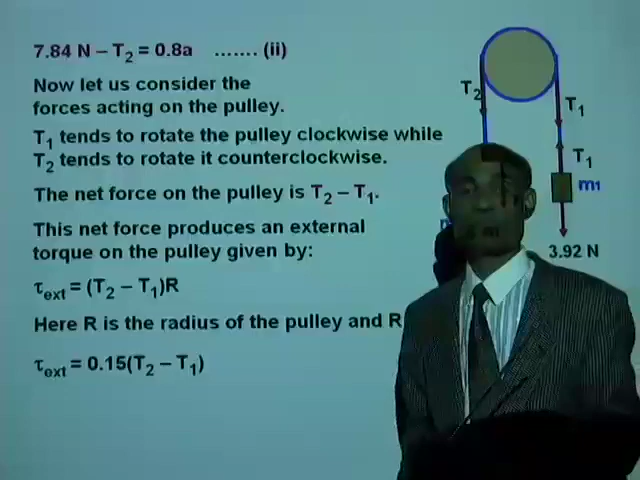 7.84 N – T₂ = 0.8a ....... (ii)
Now let us consider the
forces acting on the pulley.
T₁ tends to rotate the pulley clockwise while
T₂ tends to rotate it counterclockwise.
The net force on the pulley is T₂ – T₁.
This net force produces an external
torque on the pulley given by:
τext = (T₂ – T₁)R
Here R is the radius of the pulley and R
τext = 0.15(T₂ – T₁)
T₂
T₁
T₁
m₁
3.92 N